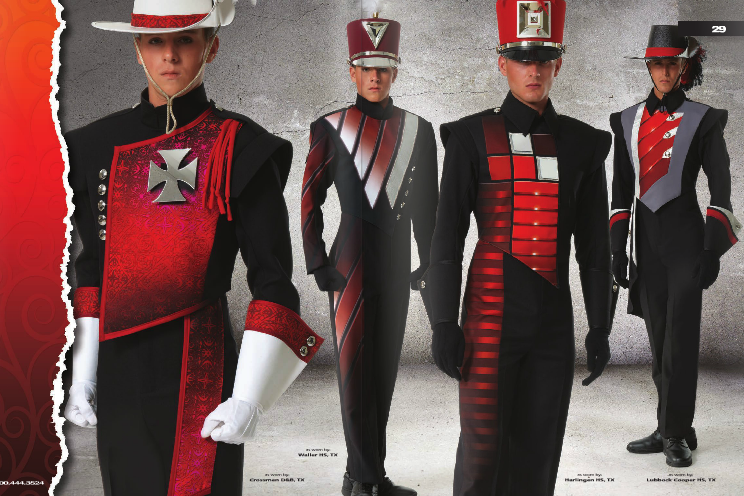 29
as worn by:
Waller HS, TX
as worn by:
Crossmen D&B, TX
as worn by:
Harlingen HS, TX
as worn by:
Lubbock Cooper HS, TX
00.444.3524